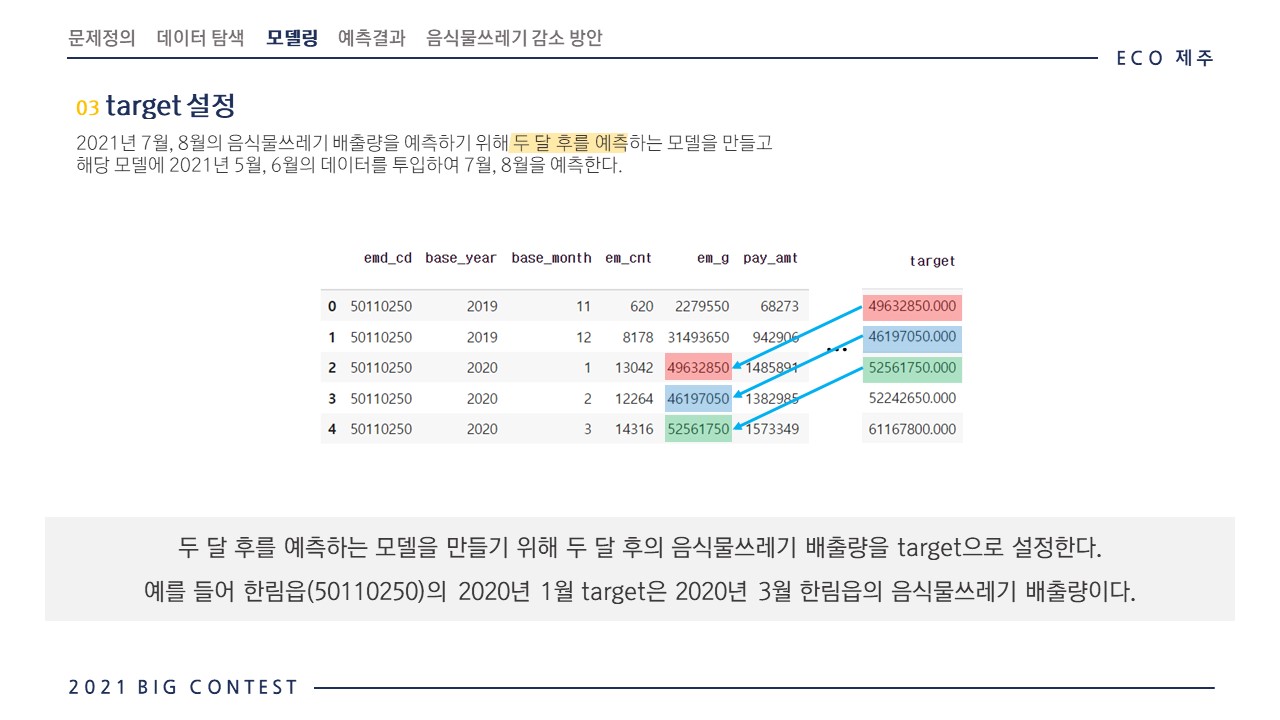 문제정의 데이터 탐색 모델링 예측결과 음식물쓰레기 감소 방안
ECO 제주
03 target 설정
2021년 7월, 8월의 음식물쓰레기 배출량을 예측하기 위해 두 달 후를 예측하는 모델을 만들고
해당 모델에 2021년 5월, 6월의 데이터를 투입하여 7월, 8월을 예측한다.
emd_cd base_year base_month em_cnt em_g pay_amt target
0 50110250 2019 11 620 2279550 68273 49632850.000
1 50110250 2019 12 8178 31493650 942906 ... 46197050.000
2 50110250 2020 1 13042 49632850 1485891 52561750.000
3 50110250 2020 2 12264 46197050 1382985 52242650.000
4 50110250 2020 3 14316 52561750 1573349 61167800.000
두 달 후를 예측하는 모델을 만들기 위해 두 달 후의 음식물쓰레기 배출량을 target으로 설정한다.
예를 들어 한림읍(50110250)의 2020년 1월 target은 2020년 3월 한림읍의 음식물쓰레기 배출량이다.
2021 BIG CONTEST